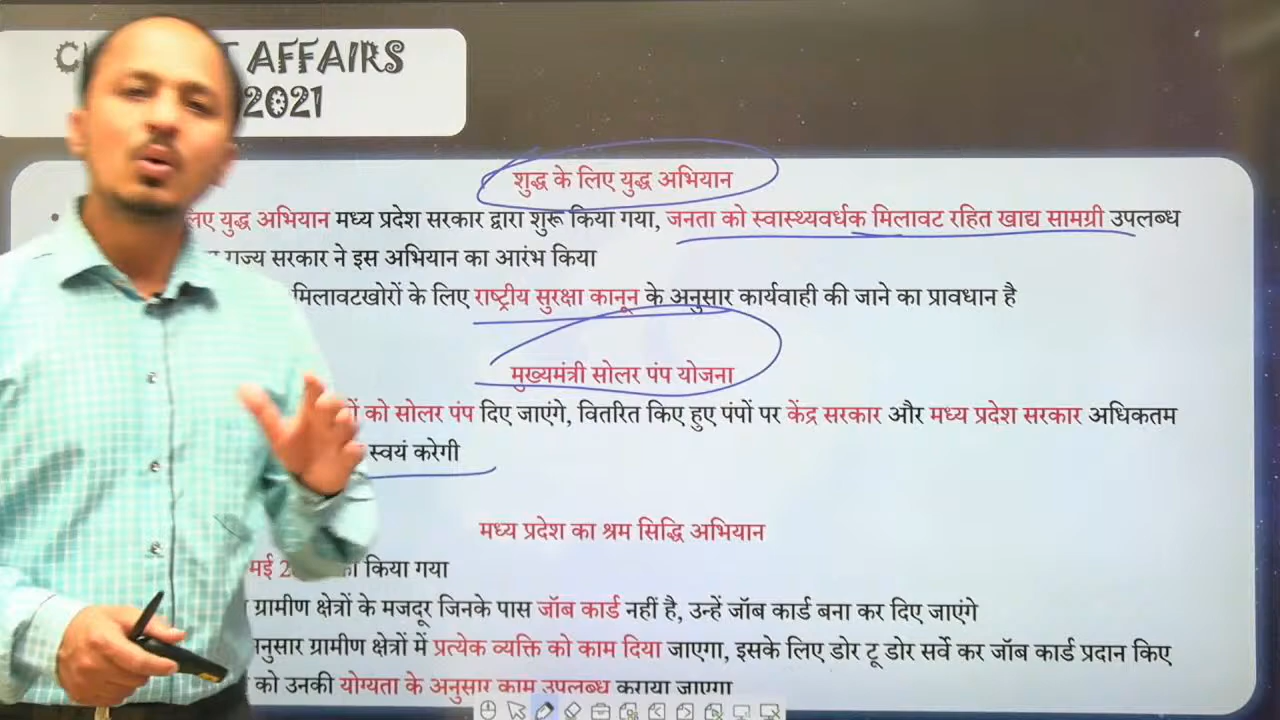 AFFAIRS
2021
शुद्ध के लिए युद्ध अभियान
लिए युद्ध अभियान मध्य प्रदेश सरकार द्वारा शुरू किया गया, जनता को स्वास्थ्यवर्धक मिलावट रहित खाद्य सामग्री उपलब्ध
राज्य सरकार ने इस अभियान का आरंभ किया
मिलावटखोरों के लिए राष्ट्रीय सुरक्षा कानून के अनुसार कार्यवाही की जाने का प्रावधान है
मुख्यमंत्री सोलर पंप योजना
को सोलर पंप दिए जाएंगे, वितरित किए हुए पंपों पर केंद्र सरकार और मध्य प्रदेश सरकार अधिकतम
स्वयं करेगी
मध्य प्रदेश का श्रम सिद्धि अभियान
मई किया गया
ग्रामीण क्षेत्रों के मजदूर जिनके पास जॉब कार्ड नहीं है, उन्हें जॉब कार्ड बना कर दिए जाएंगे
ग्रामीण क्षेत्रों में प्रत्येक व्यक्ति को काम दिया जाएगा, इसके लिए डोर टू डोर सर्वे कर जॉब कार्ड प्रदान किए
को उनकी योग्यता के अनुसार काम उपलब्ध कराया जाएगा